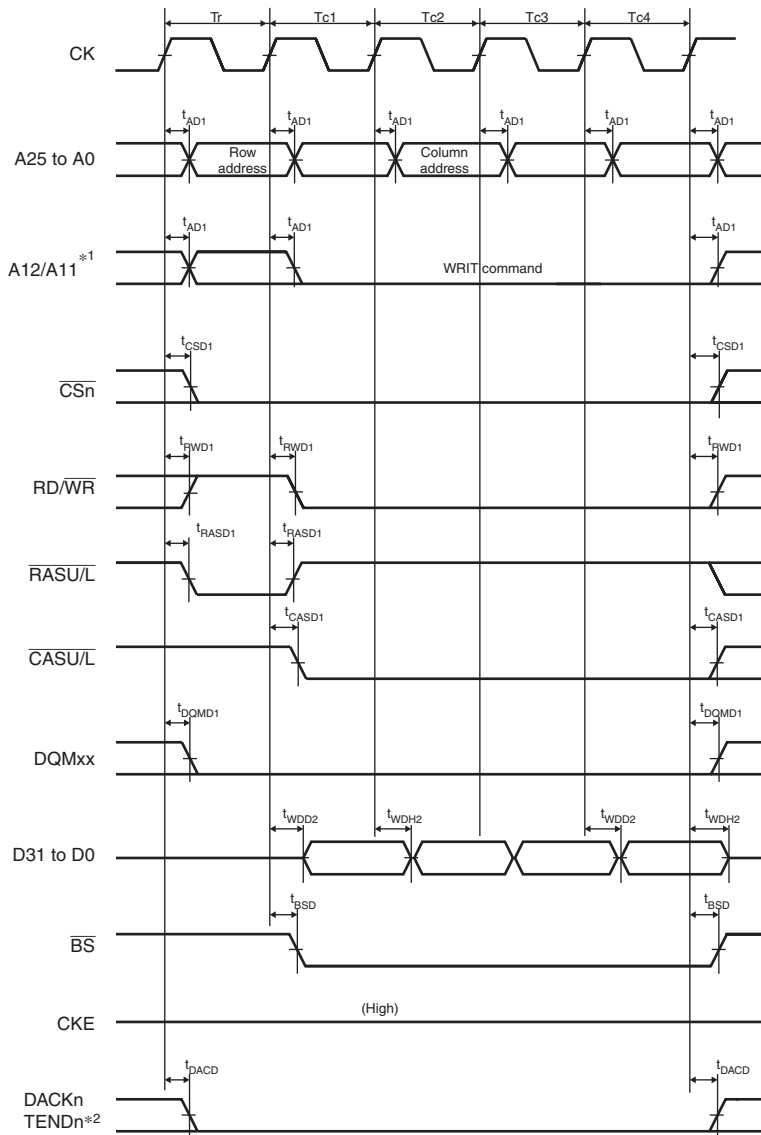 Tr Tc1 Tc2 Tc3 Tc4
CK
tAD1 tAD1 tAD1 tAD1 tAD1 tAD1
A25 to A0
Row
address
Column
address
tAD1 tAD1 tAD1
A12/A11*1
WRIT command
tCSD1 tCSD1
CSn
tRWD1 tRWD1 tRWD1
RD/WR
tRASD1 tRASD1
RASU/L
tCASD1 tCASD1
CASU/L
tDQMD1 tDQMD1
DQMxx
tWDD2 tWDH2 tWDD2 tWDH2
D31 to D0
tBSD tBSD
BS
(High)
CKE
tDACD tDACD
DACKn
TENDn*2